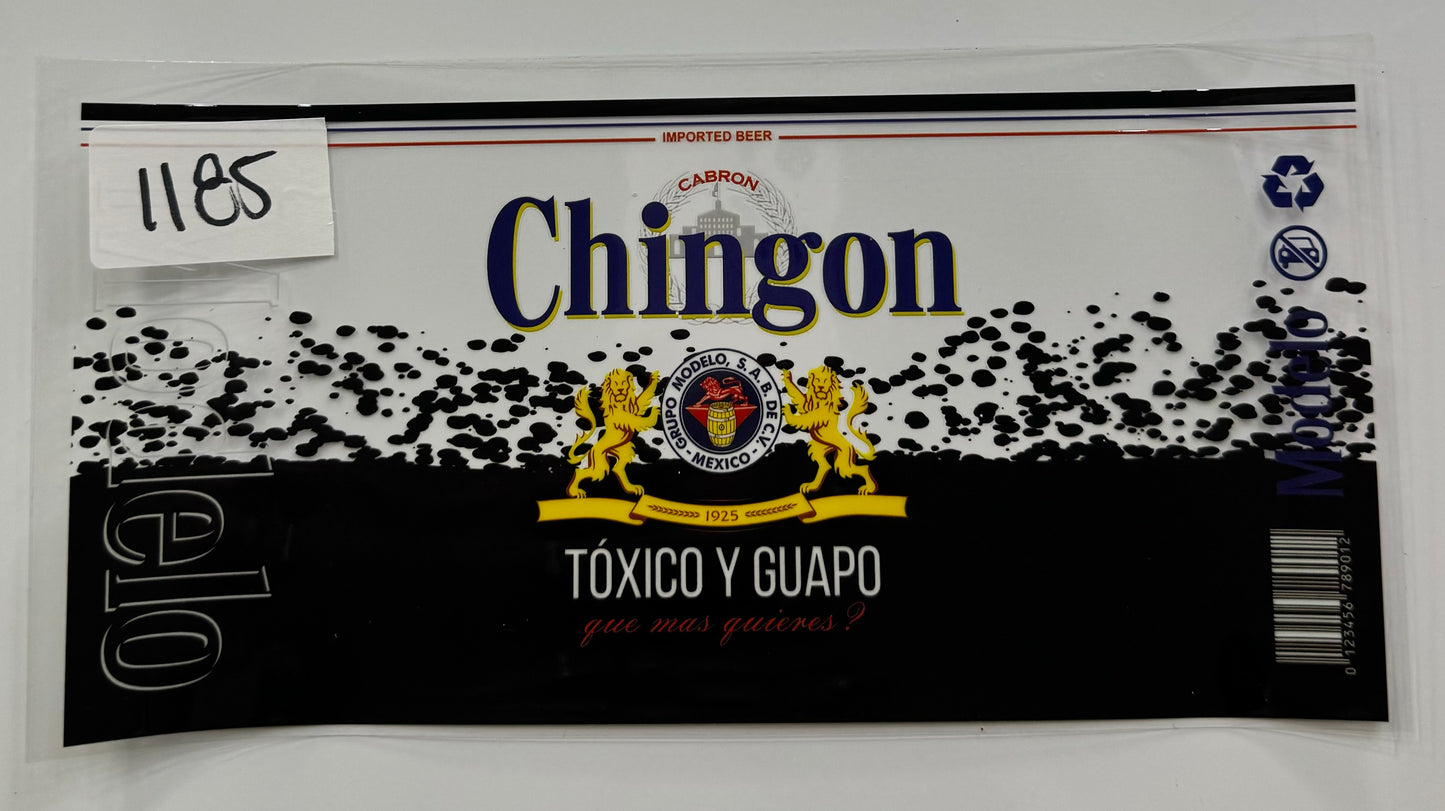 1185
IMPORTED BEER
CABRON
Chingon
GRUPO MODELO, S.A.B. DE C.V.
- MEXICO -
1925
TÓXICO Y GUAPO
que mas quieres?
Modelo
Modelo
0 123456 789012